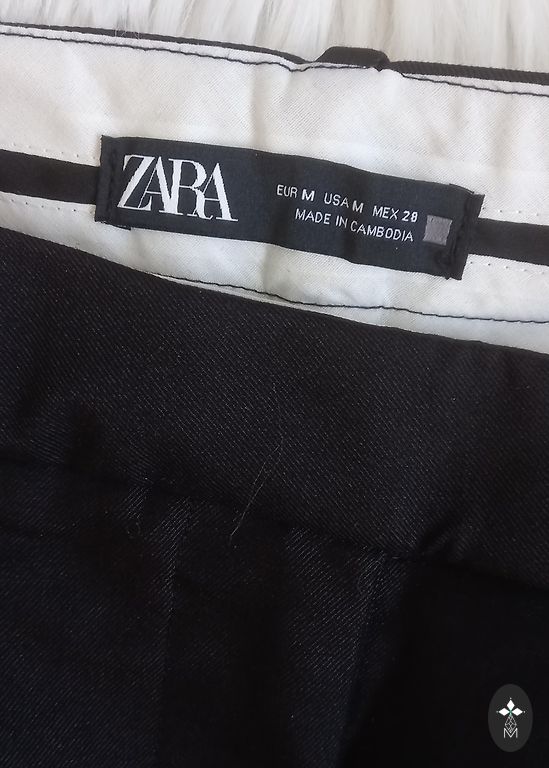 ZARA
EUR M USA M MEX 28
MADE IN CAMBODIA
M